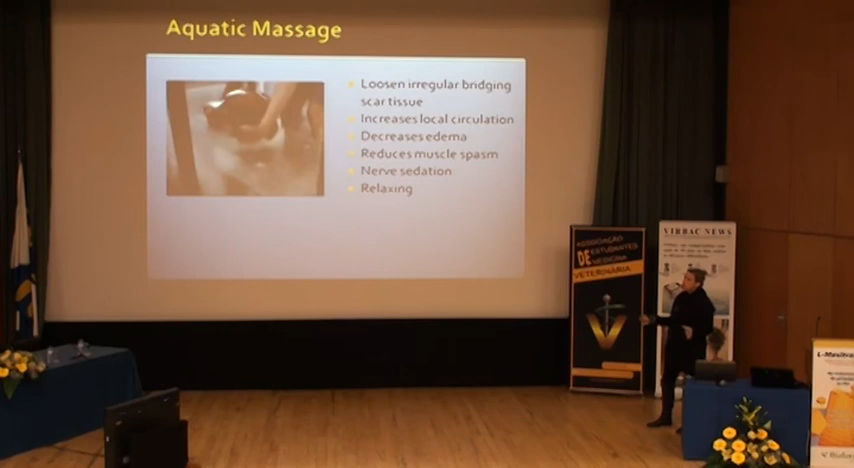 Aquatic Massage
Loosen irregular bridging
scar tissue
Increases local circulation
Decreases edema
Reduces muscle spasm
Nerve sedation
Relaxing
ASSOCIAÇÃO
DE ESTUDANTES
MEDICINA
VETERINÁRIA
V
VIRBAC NEWS